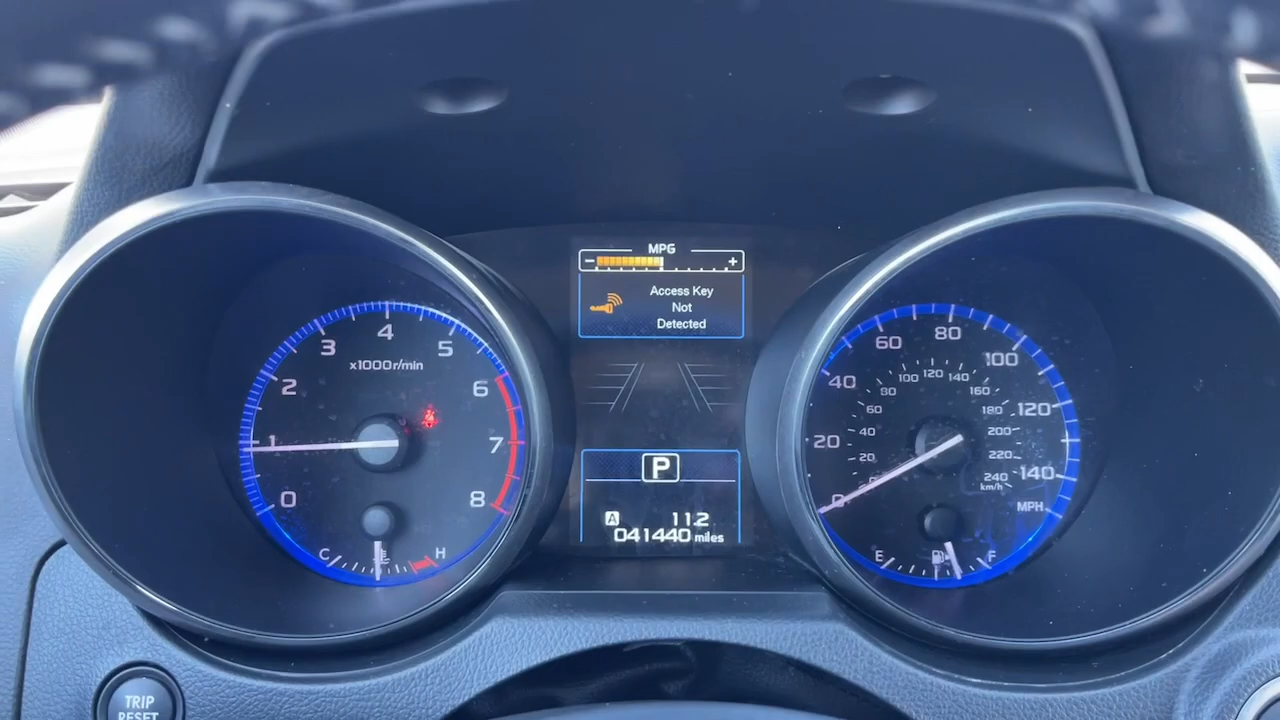 MPG
- +
Access Key
Not
Detected
0
1
2
3
4
5
6
7
8
x1000r/min
C
H
P
A 11.2
041440 miles
0
20
40
60
80
100
120
140
MPH
20
40
60
80
100
120
140
160
180
200
220
240
km/h
E
F
TRIP
RESET